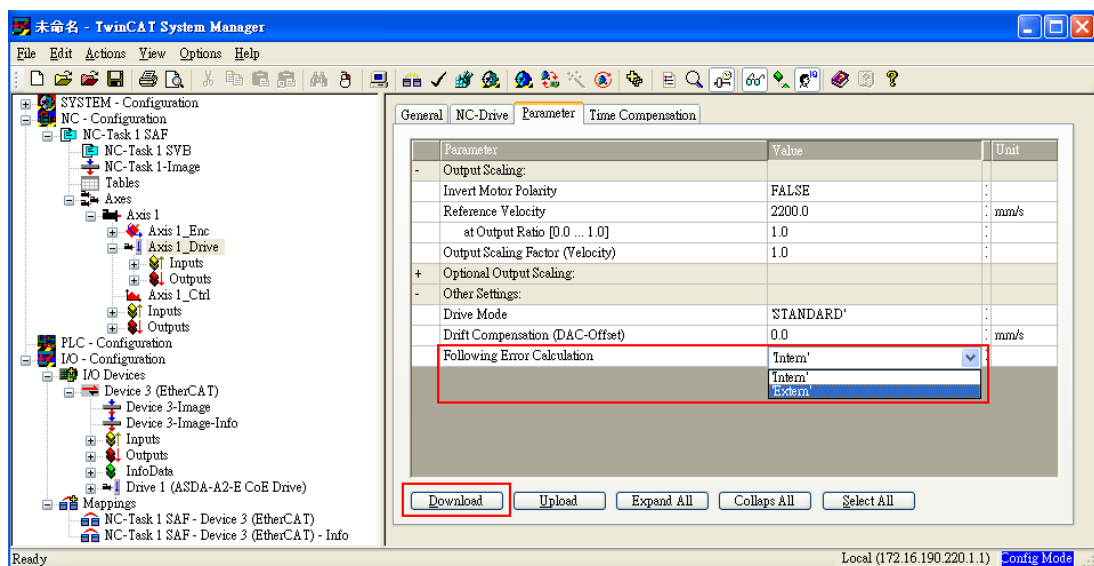 未命名 - TwinCAT System Manager
File Edit Actions View Options Help
SYSTEM - Configuration
NC - Configuration
NC-Task 1 SAF
NC-Task 1 SVB
NC-Task 1-Image
Tables
Axes
Axis 1
Axis 1_Enc
Axis 1_Drive
Inputs
Outputs
Axis 1_Ctrl
Inputs
Outputs
PLC - Configuration
I/O - Configuration
I/O Devices
Device 3 (EtherCAT)
Device 3-Image
Device 3-Image-Info
Inputs
Outputs
InfoData
Drive 1 (ASDA-A2-E CoE Drive)
Mappings
NC-Task 1 SAF - Device 3 (EtherCAT)
NC-Task 1 SAF - Device 3 (EtherCAT) - Info
General NC-Drive Parameter Time Compensation
Parameter Value Unit
- Output Scaling:
Invert Motor Polarity FALSE
Reference Velocity 2200.0 mm/s
at Output Ratio [0.0 ... 1.0] 1.0
Output Scaling Factor (Velocity) 1.0
+ Optional Output Scaling:
- Other Settings:
Drive Mode 'STANDARD'
Drift Compensation (DAC-Offset) 0.0 mm/s
Following Error Calculation 'Intern'
'Intern'
'Extern'
Download Upload Expand All Collaps All Select All
Ready Local (172.16.190.220.1.1) Config Mode